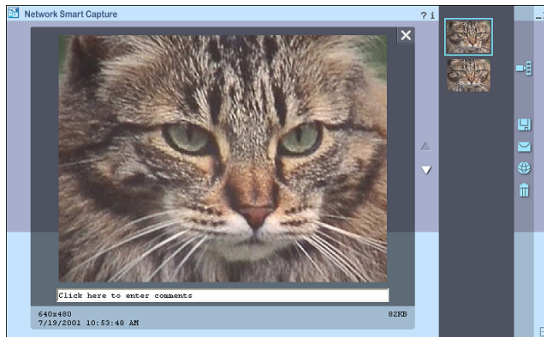 Network Smart Capture
? i
Click here to enter comments
640x480
82KB
7/19/2001 10:53:48 AM